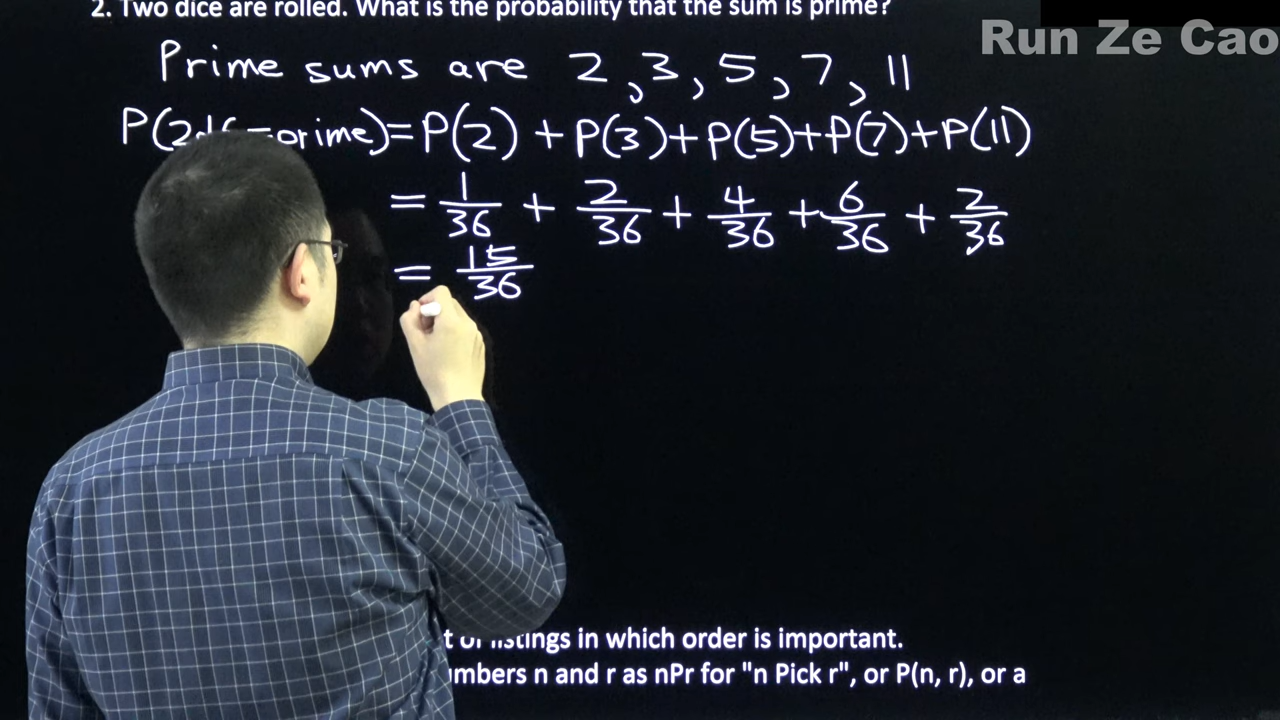 2. Two dice are rolled. What is the probability that the sum is prime?
Run Ze Cao
Prime sums are 2, 3, 5, 7, 11
=P(2) + P(3)+P(5)+P(7)+P(11)
= 1/36 + 2/36 + 4/36 + 6/36 + 2/36
= 15/36
listings in which order is important.
numbers n and r as nPr for "n Pick r", or P(n, r), or a